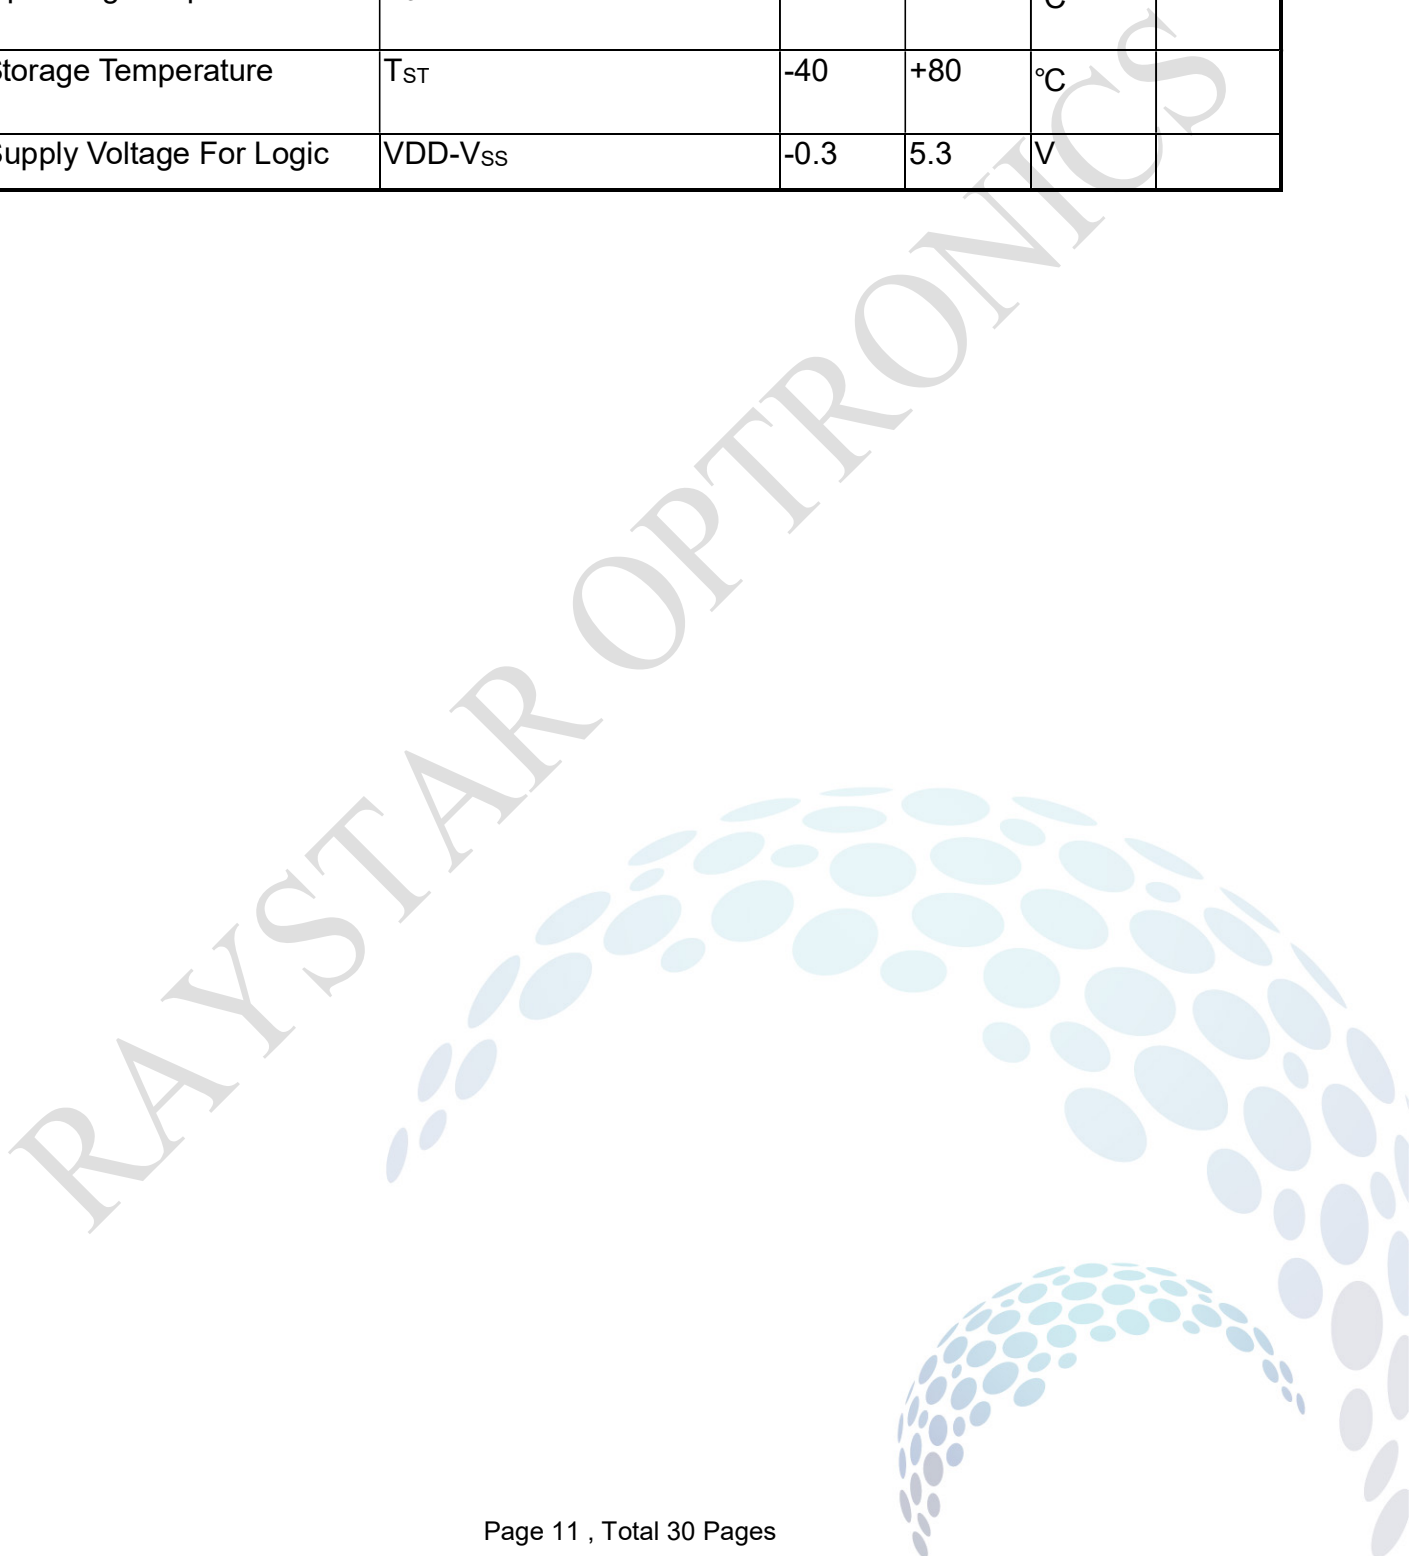 ℃
Storage Temperature TST -40 +80 ℃
Supply Voltage For Logic VDD-VSS -0.3 5.3 V
RAYSTAR OPTRONICS
Page 11 , Total 30 Pages